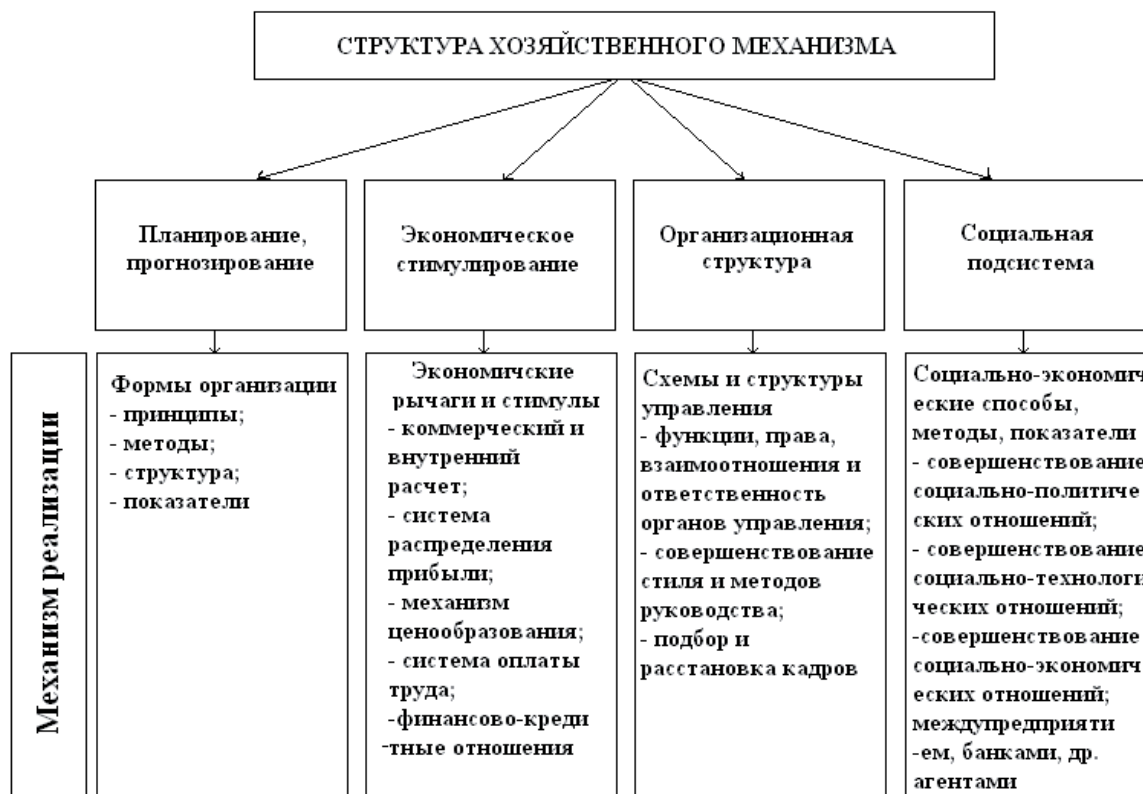 СТРУКТУРА ХОЗЯЙСТВЕННОГО МЕХАНИЗМА
Планирование,
прогнозирование
Экономическое
стимулирование
Организационная
структура
Социальная
подсистема
Механизм реализации
Формы организации
- принципы;
- методы;
- структура;
- показатели
Экономичские
рычаги и стимулы
- коммерческий и
внутренний
расчет;
- система
распределения
прибыли;
- механизм
ценообразования;
- система оплаты
труда;
-финансово-креди
-тные отношения
Схемы и структуры
управления
- функции, права,
взаимоотношения и
ответственность
органов управления;
- совершенствование
стиля и методов
руководства;
- подбор и
расстановка кадров
Социально-экономич
еские способы,
методы, показатели
- совершенствование
социально-политиче
ских отношений;
- совершенствование
социально-технологи
ческих отношений;
-совершенствование
социально-экономич
еских отношений;
междупредприяти
-ем, банками, др.
агентами